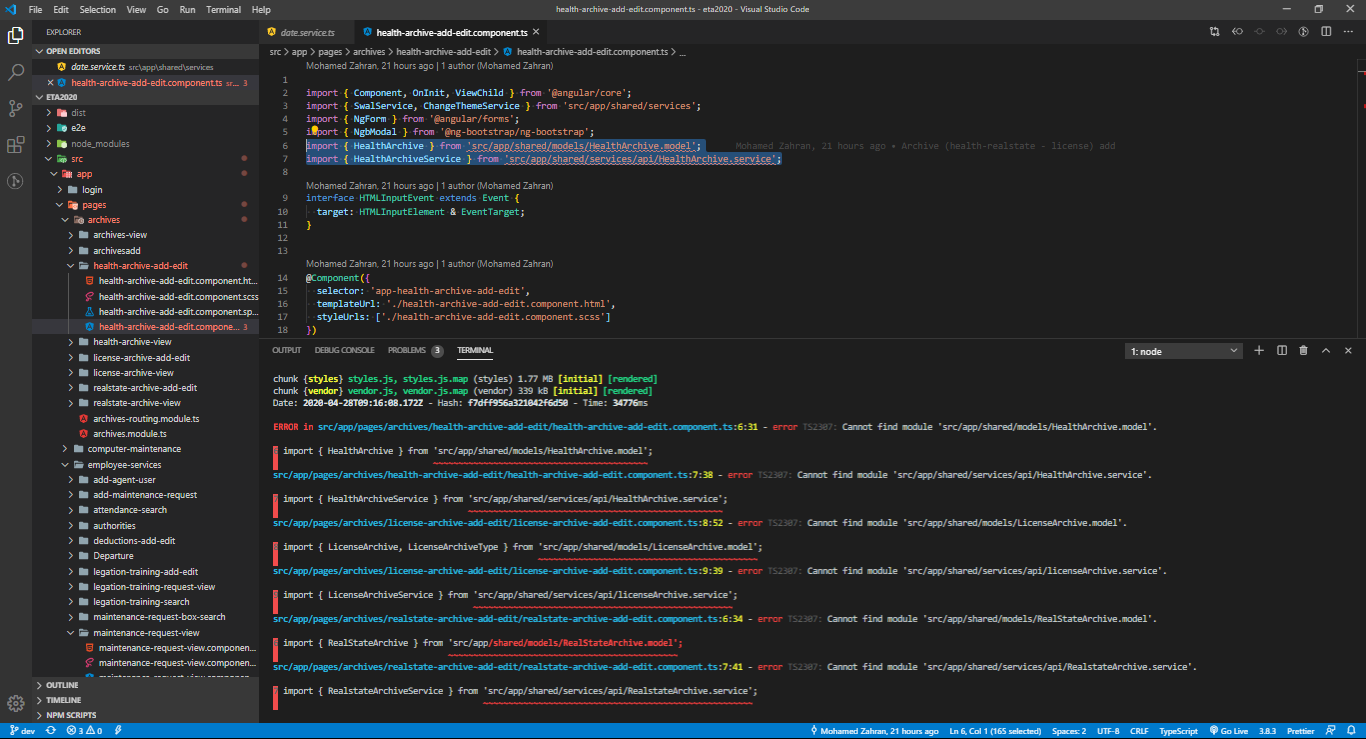 File Edit Selection View Go Run Terminal Help
health-archive-add-edit.component.ts - eta2020 - Visual Studio Code
EXPLORER
OPEN EDITORS
date.service.ts src\app\shared\services
health-archive-add-edit.component.ts sr... 3
ETA2020
dist
e2e
node_modules
src
app
login
pages
archives
archives-view
archivesadd
health-archive-add-edit
health-archive-add-edit.component.ht...
health-archive-add-edit.component.scss
health-archive-add-edit.component.sp...
health-archive-add-edit.compone... 3
health-archive-view
license-archive-add-edit
license-archive-view
realstate-archive-add-edit
realstate-archive-view
archives-routing.module.ts
archives.module.ts
computer-maintenance
employee-services
add-agent-user
add-maintenance-request
attendance-search
authorities
deductions-add-edit
Departure
legation-training-add-edit
legation-training-request-view
legation-training-search
maintenance-request-box-search
maintenance-request-view
maintenance-request-view.componen...
maintenance-request-view.componen...
maintenance-request-view.componen...
OUTLINE
TIMELINE
NPM SCRIPTS
date.service.ts
health-archive-add-edit.component.ts
src > app > pages > archives > health-archive-add-edit > health-archive-add-edit.component.ts > ...
Mohamed Zahran, 21 hours ago | 1 author (Mohamed Zahran)
1
2 import { Component, OnInit, ViewChild } from '@angular/core';
3 import { SwalService, ChangeThemeService } from 'src/app/shared/services';
4 import { NgForm } from '@angular/forms';
5 import { NgbModal } from '@ng-bootstrap/ng-bootstrap';
6 import { HealthArchive } from 'src/app/shared/models/HealthArchive.model'; Mohamed Zahran, 21 hours ago • Archive (health-realestate - license) add
7 import { HealthArchiveService } from 'src/app/shared/services/api/HealthArchive.service';
8
Mohamed Zahran, 21 hours ago | 1 author (Mohamed Zahran)
9 interface HTMLInputEvent extends Event {
10 target: HTMLInputElement & EventTarget;
11 }
12
13
Mohamed Zahran, 21 hours ago | 1 author (Mohamed Zahran)
14 @Component({
15 selector: 'app-health-archive-add-edit',
16 templateUrl: './health-archive-add-edit.component.html',
17 styleUrls: ['./health-archive-add-edit.component.scss']
18 })
OUTPUT DEBUG CONSOLE PROBLEMS 3 TERMINAL
1: node
chunk {styles} styles.js, styles.js.map (styles) 1.77 MB [initial] [rendered]
chunk {vendor} vendor.js, vendor.js.map (vendor) 339 kB [initial] [rendered]
Date: 2020-04-28T09:16:08.172Z - Hash: f7dff956a321042f6d50 - Time: 34776ms
ERROR in src/app/pages/archives/health-archive-add-edit/health-archive-add-edit.component.ts:6:31 - error TS2307: Cannot find module 'src/app/shared/models/HealthArchive.model'.
import { HealthArchive } from 'src/app/shared/models/HealthArchive.model';
src/app/pages/archives/health-archive-add-edit/health-archive-add-edit.component.ts:7:38 - error TS2307: Cannot find module 'src/app/shared/services/api/HealthArchive.service'.
import { HealthArchiveService } from 'src/app/shared/services/api/HealthArchive.service';
src/app/pages/archives/license-archive-add-edit/license-archive-add-edit.component.ts:8:52 - error TS2307: Cannot find module 'src/app/shared/models/LicenseArchive.model'.
import { LicenseArchive, LicenseArchiveType } from 'src/app/shared/models/LicenseArchive.model';
src/app/pages/archives/license-archive-add-edit/license-archive-add-edit.component.ts:9:39 - error TS2307: Cannot find module 'src/app/shared/services/api/licenseArchive.service'.
import { LicenseArchiveService } from 'src/app/shared/services/api/licenseArchive.service';
src/app/pages/archives/realstate-archive-add-edit/realstate-archive-add-edit.component.ts:6:34 - error TS2307: Cannot find module 'src/app/shared/models/RealStateArchive.model'.
import { RealStateArchive } from 'src/app/shared/models/RealStateArchive.model';
src/app/pages/archives/realstate-archive-add-edit/realstate-archive-add-edit.component.ts:7:41 - error TS2307: Cannot find module 'src/app/shared/services/api/RealstateArchive.service'.
import { RealstateArchiveService } from 'src/app/shared/services/api/RealstateArchive.service';
dev 3 0 Mohamed Zahran, 21 hours ago Ln 6, Col 1 (165 selected) Spaces: 2 UTF-8 CRLF TypeScript Go Live 3.8.3 Prettier